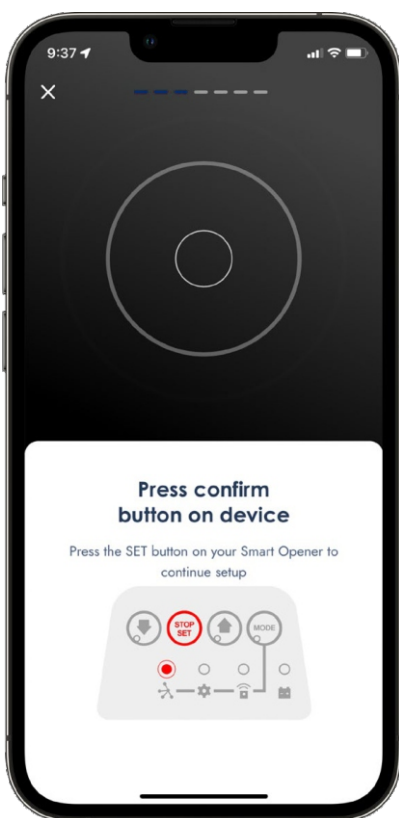 9:37
Press confirm
button on device
Press the SET button on your Smart Opener to
continue setup
STOP
SET
MODE